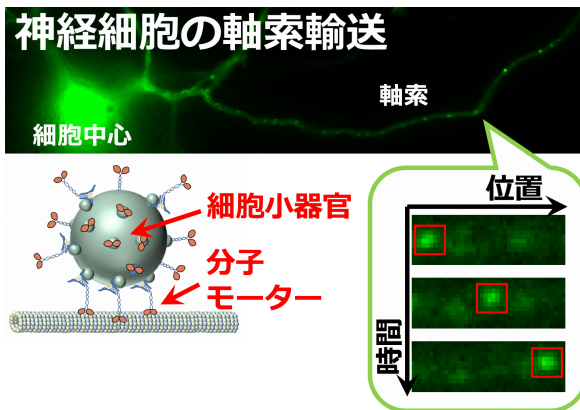 神経細胞の軸索輸送
軸索
細胞中心
位置
細胞小器官
分子
モーター
時間